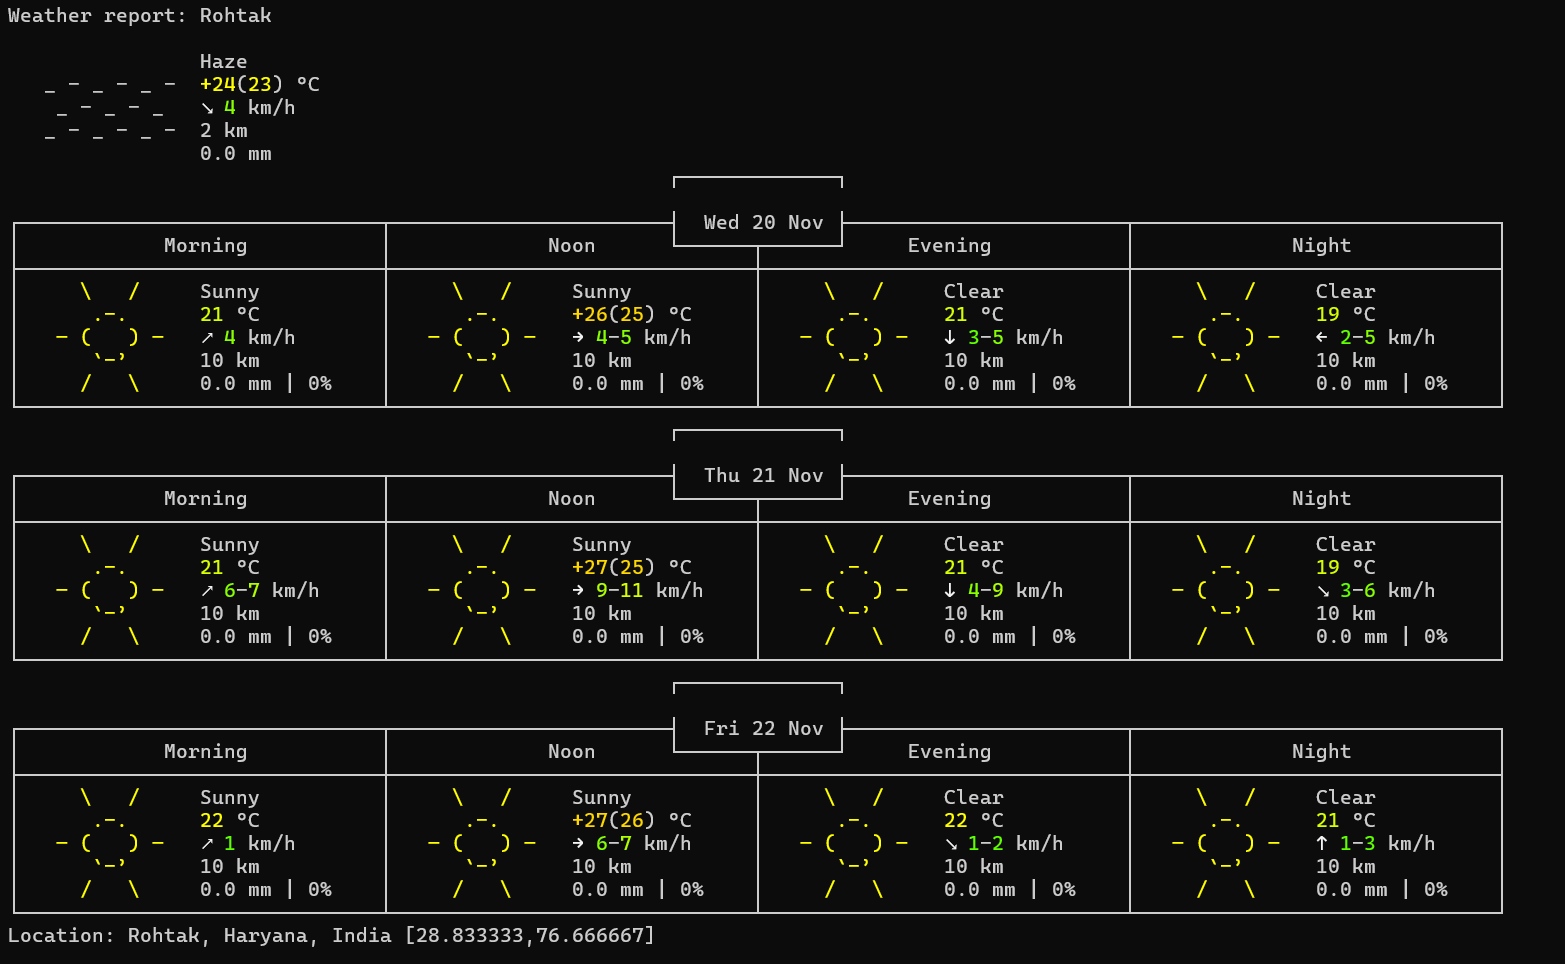 Weather report: Rohtak
Haze
_ - _ - _ - +24(23) °C
_ - _ - _ ↘ 4 km/h
_ - _ - _ - 2 km
0.0 mm
Wed 20 Nov
Morning Noon Evening Night
\ / Sunny \ / Sunny \ / Clear \ / Clear
.-. 21 °C .-. +26(25) °C .-. 21 °C .-. 19 °C
- ( ) - ↗ 4 km/h - ( ) - → 4-5 km/h - ( ) - ↓ 3-5 km/h - ( ) - ← 2-5 km/h
`-’ 10 km `-’ 10 km `-’ 10 km `-’ 10 km
/ \ 0.0 mm | 0% / \ 0.0 mm | 0% / \ 0.0 mm | 0% / \ 0.0 mm | 0%
Thu 21 Nov
Morning Noon Evening Night
\ / Sunny \ / Sunny \ / Clear \ / Clear
.-. 21 °C .-. +27(25) °C .-. 21 °C .-. 19 °C
- ( ) - ↗ 6-7 km/h - ( ) - → 9-11 km/h - ( ) - ↓ 4-9 km/h - ( ) - ↘ 3-6 km/h
`-’ 10 km `-’ 10 km `-’ 10 km `-’ 10 km
/ \ 0.0 mm | 0% / \ 0.0 mm | 0% / \ 0.0 mm | 0% / \ 0.0 mm | 0%
Fri 22 Nov
Morning Noon Evening Night
\ / Sunny \ / Sunny \ / Clear \ / Clear
.-. 22 °C .-. +27(26) °C .-. 22 °C .-. 21 °C
- ( ) - ↗ 1 km/h - ( ) - → 6-7 km/h - ( ) - ↘ 1-2 km/h - ( ) - ↑ 1-3 km/h
`-’ 10 km `-’ 10 km `-’ 10 km `-’ 10 km
/ \ 0.0 mm | 0% / \ 0.0 mm | 0% / \ 0.0 mm | 0% / \ 0.0 mm | 0%
Location: Rohtak, Haryana, India [28.833333,76.666667]